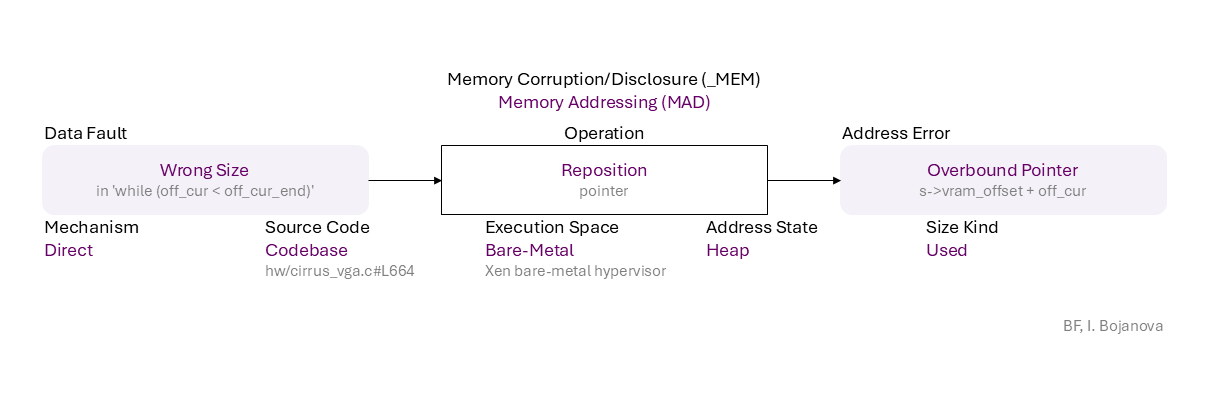 Memory Corruption/Disclosure (_MEM)
Memory Addressing (MAD)
Data Fault
Operation
Address Error
Wrong Size
in 'while (off_cur < off_cur_end)'
Reposition
pointer
Overbound Pointer
s->vram_offset + off_cur
Mechanism
Direct
Source Code
Codebase
hw/cirrus_vga.c#L664
Execution Space
Bare-Metal
Xen bare-metal hypervisor
Address State
Heap
Size Kind
Used
BF, I. Bojanova